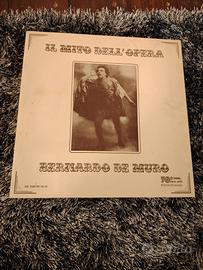 IL MITO DELL'OPERA
BERNARDO DE MURO